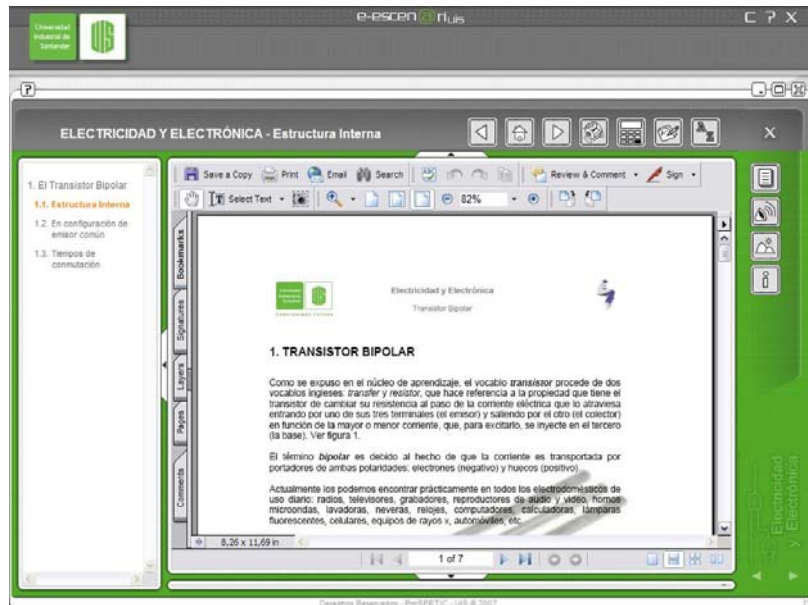 Universidad
Industrial de
Santander
UIS
e-escen@ri UIS
ELECTRICIDAD Y ELECTRÓNICA - Estructura Interna
1. El Transistor Bipolar
1.1. Estructura Interna
1.2. En configuración de
emisor común
1.3. Tiempos de
conmutación
Save a Copy Print Email Search Review & Comment Sign
Select Text 82%
Bookmarks
Signatures
Layers
Pages
Comments
Electricidad y Electrónica
Transistor Bipolar
1. TRANSISTOR BIPOLAR
Como se expuso en el núcleo de aprendizaje, el vocablo transistor procede de dos
vocablos ingleses: transfer y resistor, que hace referencia a la propiedad que tiene el
transistor de cambiar su resistencia al paso de la corriente eléctrica que lo atraviesa
entrando por uno de sus tres terminales (el emisor) y saliendo por el otro (el colector)
en función de la mayor o menor corriente, que, para excitarlo, se inyecte en el tercero
(la base). Ver figura 1.
El término bipolar es debido al hecho de que la corriente es transportada por
portadores de ambas polaridades: electrones (negativo) y huecos (positivo).
Actualmente los podemos encontrar prácticamente en todos los electrodomésticos de
uso diario: radios, televisores, grabadores, reproductores de audio y video, hornos
microondas, lavadoras, neveras, relojes, computadores, calculadoras, lámparas
fluorescentes, celulares, equipos de rayos x, automóviles, etc.
8,26 x 11,69 in
1 of 7
Electricidad
y Electrónica
Derechos Reservados - ProSPETIC - UIS @ 2007